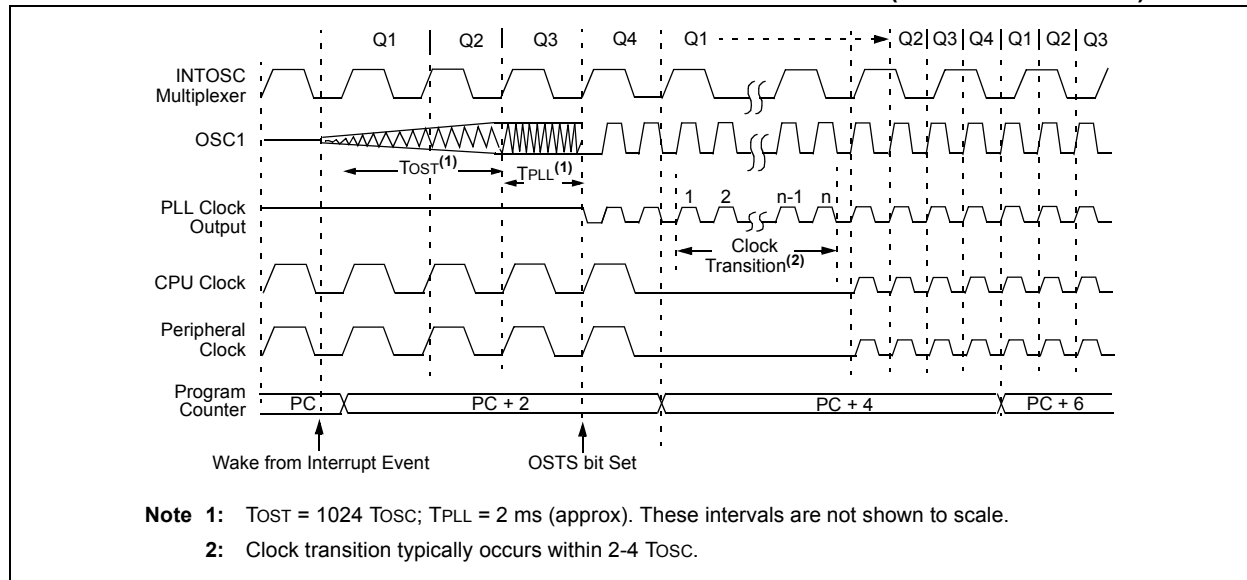 Q1 Q2 Q3 Q4 Q1 Q2 Q3 Q4 Q1 Q2 Q3
INTOSC
Multiplexer
OSC1
TOST(1)
TPLL(1)
1 2 n-1 n
PLL Clock
Output
Clock
Transition(2)
CPU Clock
Peripheral
Clock
Program
Counter
PC PC + 2 PC + 4 PC + 6
Wake from Interrupt Event
OSTS bit Set
Note 1: TOST = 1024 TOSC; TPLL = 2 ms (approx). These intervals are not shown to scale.
2: Clock transition typically occurs within 2-4 TOSC.